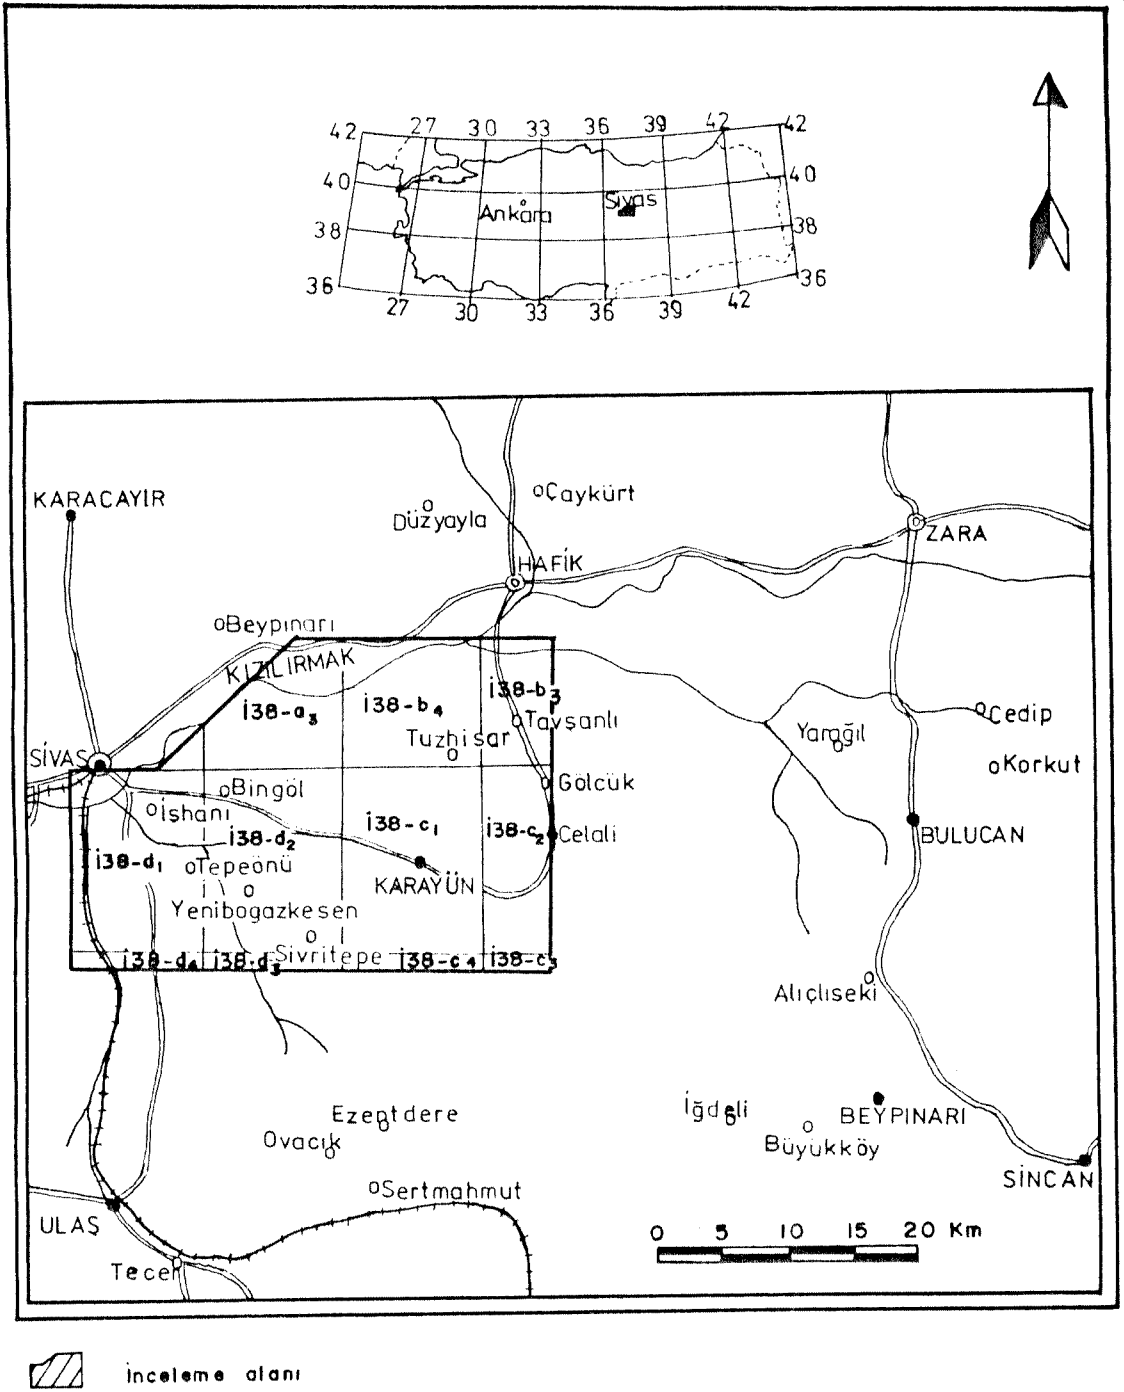 42 27 30 33 36 39 42 42
40 40
Sivas
Ankara
38 38
36 36
27 30 33 36 39 42
KARACAYIR
Çaykürt
Düzyayla
ZARA
HAFİK
Beypınarı
KIZILIRMAK
İ38-a3 İ38-b4 İ38-b3
Tavşanlı
Cedip
Tuzhisar
Yarağıl
SİVAS
Korkut
Bingöl
Gölcük
İshanı
İ38-c1
İ38-d2 İ38-c2 Celali
BULUCAN
İ38-d1 Tepeönü
KARAYÜN
Yenibogazkesen
Sivritepe
İ38-d4 İ38-d3 İ38-c4 İ38-c3
Alıçlıseki
Ezentdere
İğdeli
BEYPINARI
Ovacık
Büyükköy
SİNCAN
Sertmahmut
ULAŞ
0 5 10 15 20 Km
Tecer
İnceleme alanı